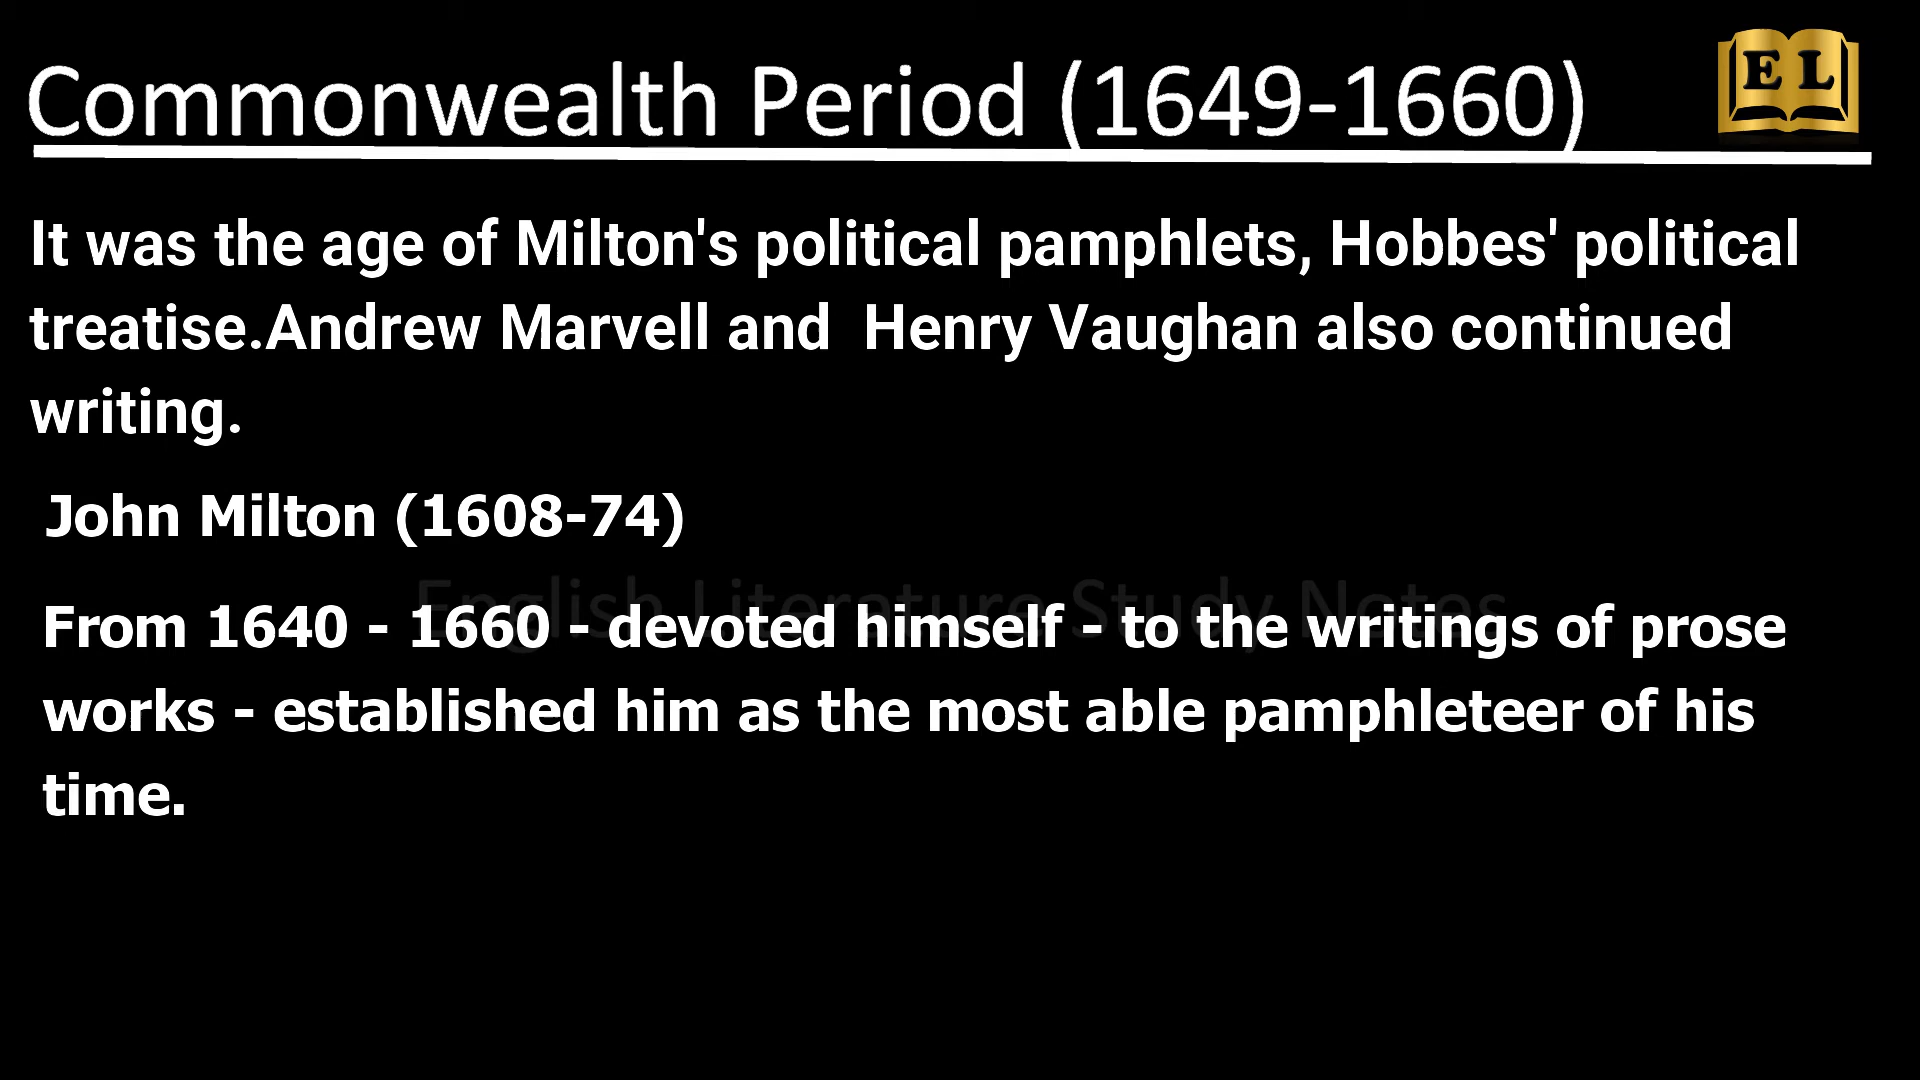 Commonwealth Period (1649-1660)
E L
It was the age of Milton's political pamphlets, Hobbes' political
treatise.Andrew Marvell and  Henry Vaughan also continued
writing.
John Milton (1608-74)
English Literature Study Notes
From 1640 - 1660 - devoted himself - to the writings of prose
works - established him as the most able pamphleteer of his
time.